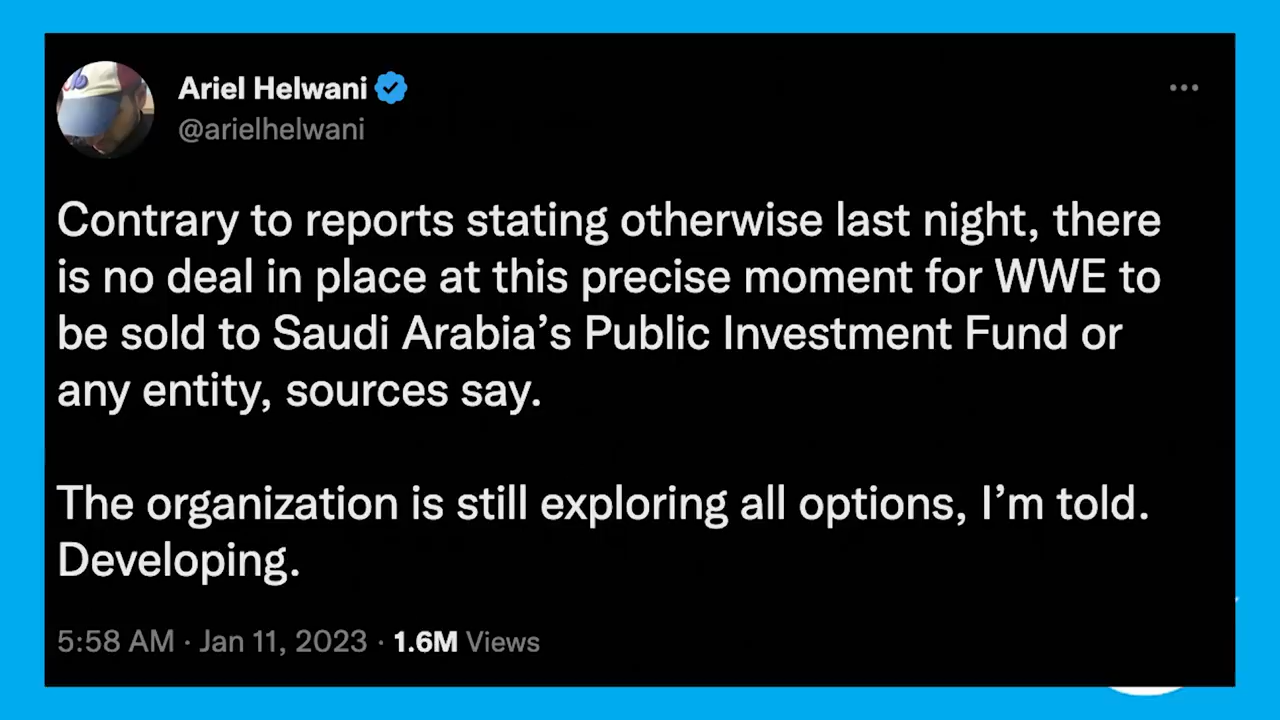 Ariel Helwani
@arielhelwani
Contrary to reports stating otherwise last night, there
is no deal in place at this precise moment for WWE to
be sold to Saudi Arabia’s Public Investment Fund or
any entity, sources say.
The organization is still exploring all options, I’m told.
Developing.
5:58 AM · Jan 11, 2023 · 1.6M Views